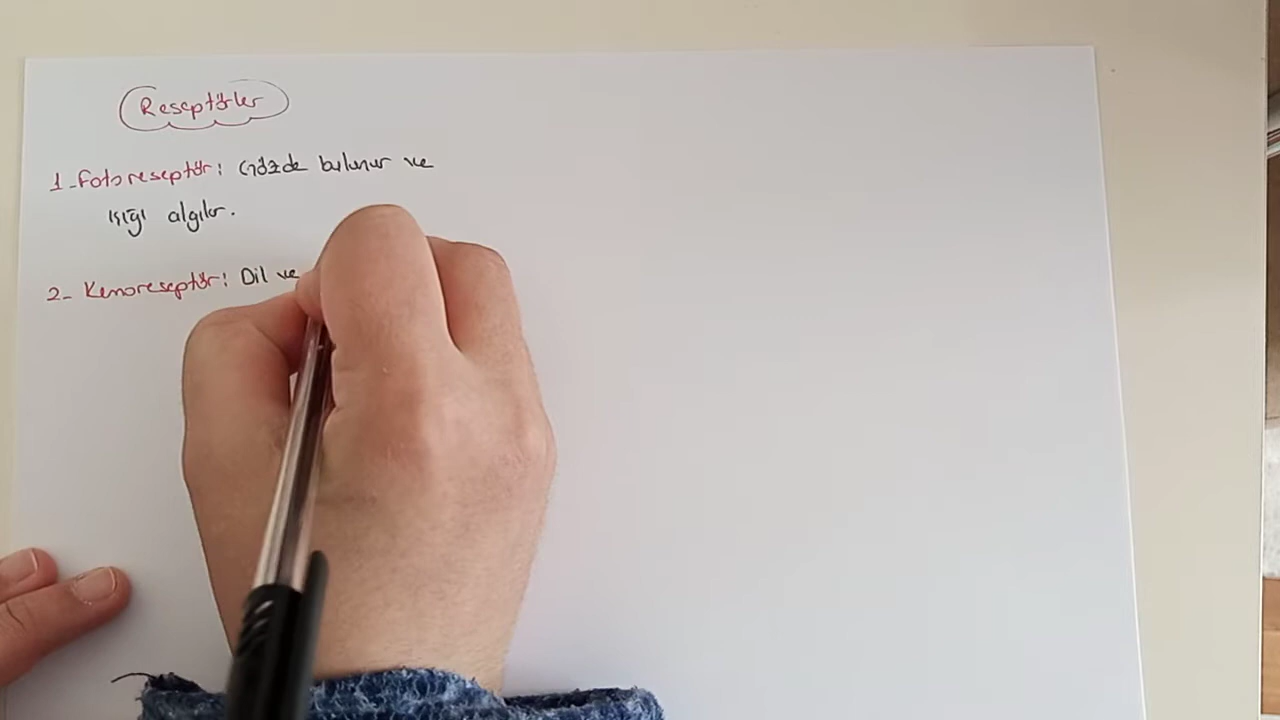 Reseptörler
1-Fotoreseptör: Gözde bulunur ve
ışığı algılar.
2- Kemoreseptör: Dil ve